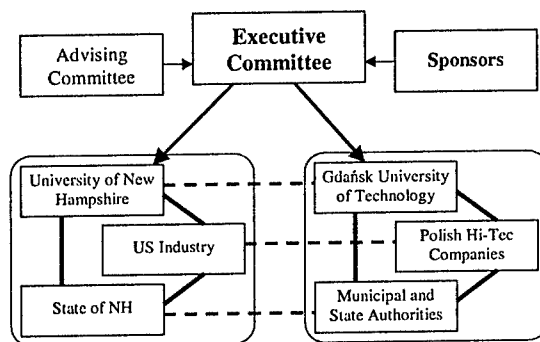 Advising
Committee
Executive
Committee
Sponsors
University of New
Hampshire
US Industry
State of NH
Gdańsk University
of Technology
Polish Hi-Tec
Companies
Municipal and
State Authorities